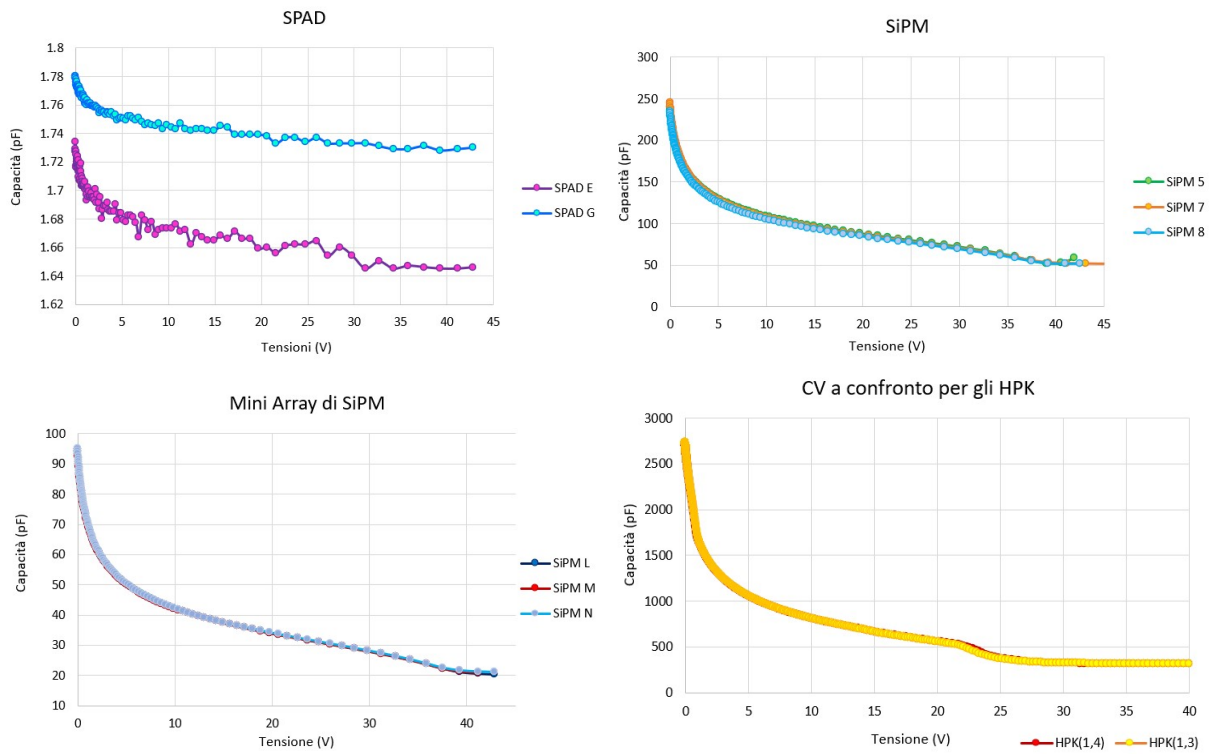 SPAD
1.8
1.78
1.76
1.74
1.72
1.7
1.68
1.66
1.64
1.62
Capacità (pF)
0 5 10 15 20 25 30 35 40 45
Tensioni (V)
SPAD E
SPAD G
SiPM
300
250
200
150
100
50
0
Capacità (pF)
0 5 10 15 20 25 30 35 40 45
Tensione (V)
SiPM 5
SiPM 7
SiPM 8
Mini Array di SiPM
100
90
80
70
60
50
40
30
20
10
Capacità (pF)
0 10 20 30 40
Tensione (V)
SiPM L
SiPM M
SiPM N
CV a confronto per gli HPK
3000
2500
2000
1500
1000
500
0
Capacità (pF)
0 5 10 15 20 25 30 35 40
Tensione (V)
HPK(1,4) HPK(1,3)